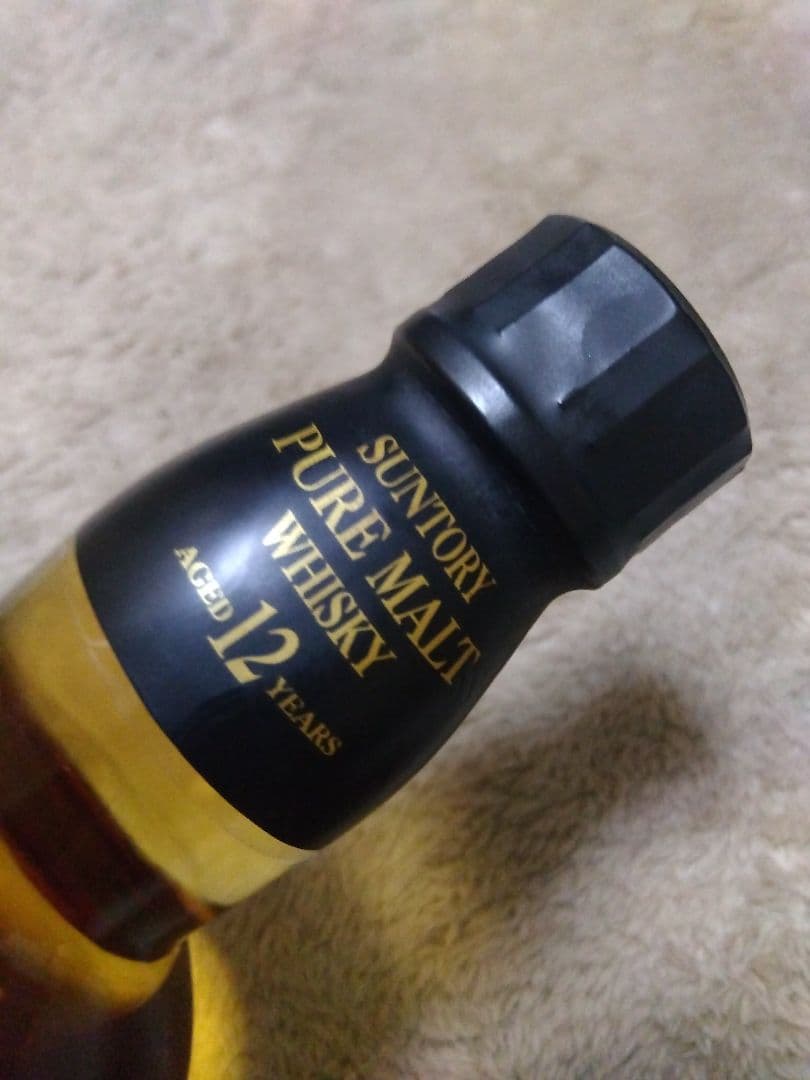 SUNTORY
PURE MALT
WHISKY
AGED 12 YEARS